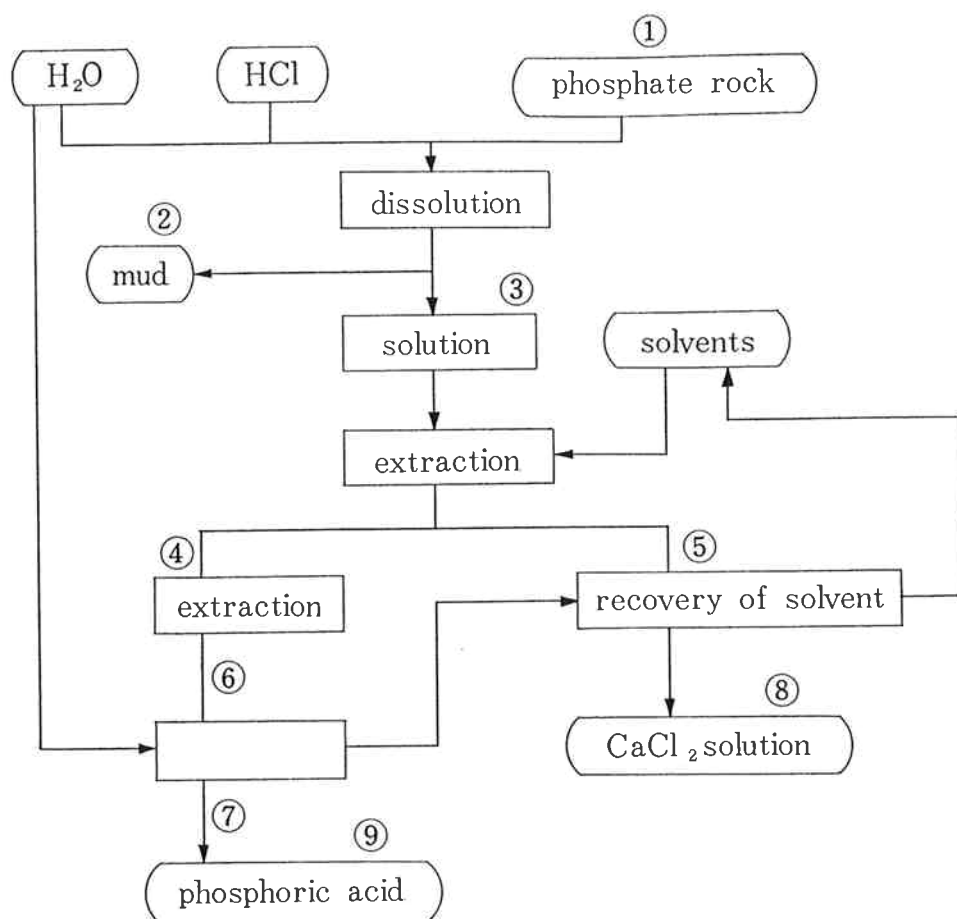 ①
H₂O
HCl
phosphate rock
dissolution
②
mud
③
solution
solvents
extraction
④
⑤
extraction
recovery of solvent
⑥
⑧
CaCl₂ solution
⑦
⑨
phosphoric acid